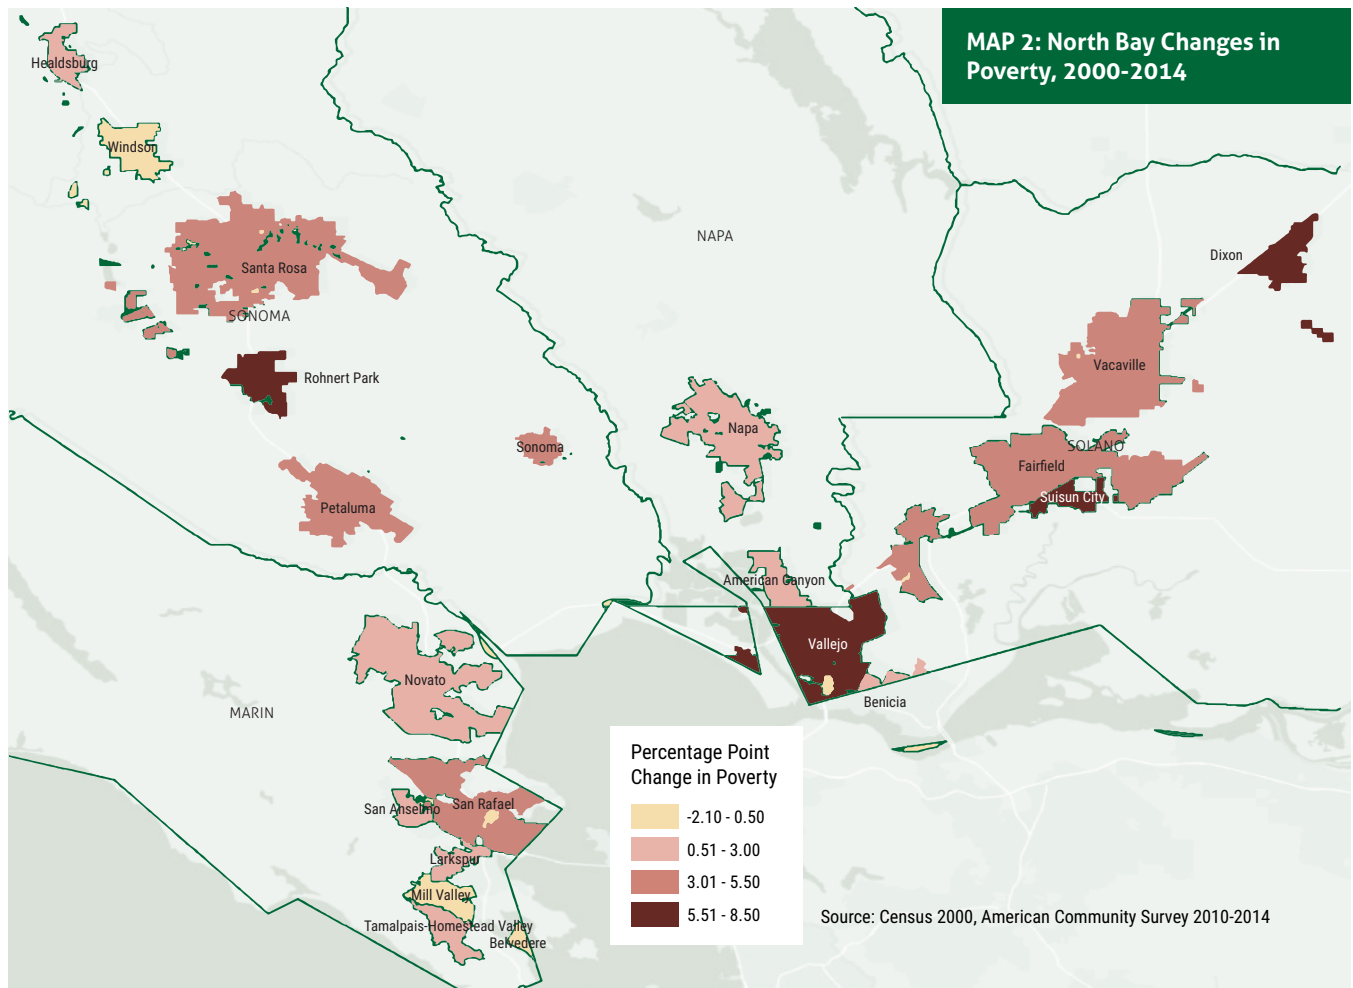 MAP 2: North Bay Changes in
Poverty, 2000-2014
Healdsburg
Windsor
NAPA
Dixon
Santa Rosa
SONOMA
Vacaville
Rohnert Park
Napa
Sonoma
SOLANO
Fairfield
Suisun City
Petaluma
American Canyon
Vallejo
Novato
Benicia
MARIN
San Anselmo
San Rafael
Larkspur
Mill Valley
Tamalpais-Homestead Valley
Belvedere
Percentage Point
Change in Poverty
-2.10 - 0.50
0.51 - 3.00
3.01 - 5.50
5.51 - 8.50
Source: Census 2000, American Community Survey 2010-2014